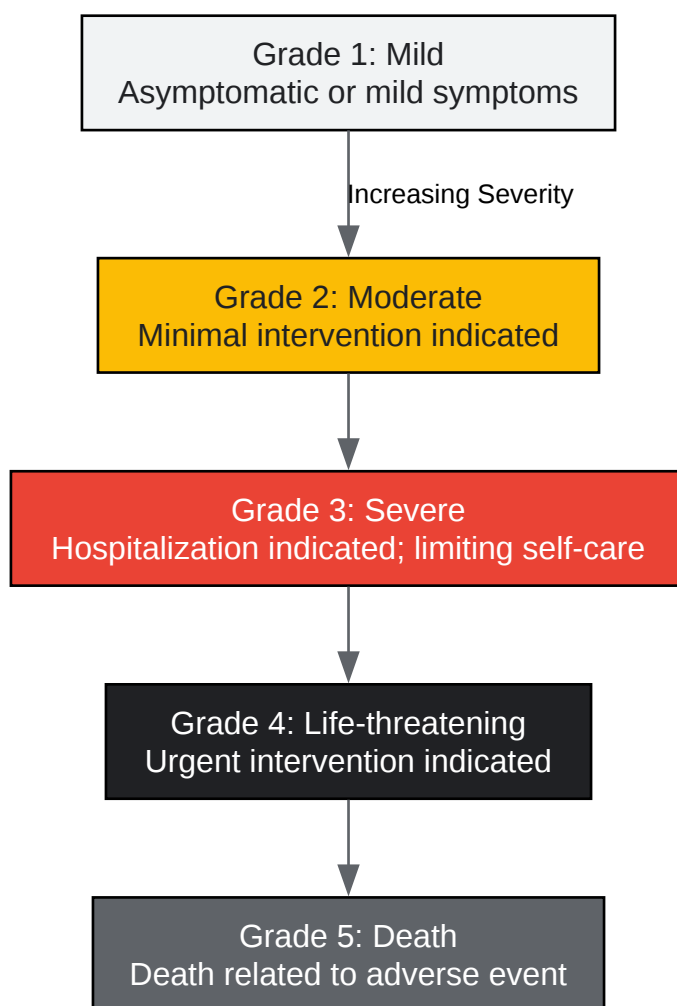 Grade 1: Mild
Asymptomatic or mild symptoms
Increasing Severity
Grade 2: Moderate
Minimal intervention indicated
Grade 3: Severe
Hospitalization indicated; limiting self-care
Grade 4: Life-threatening
Urgent intervention indicated
Grade 5: Death
Death related to adverse event